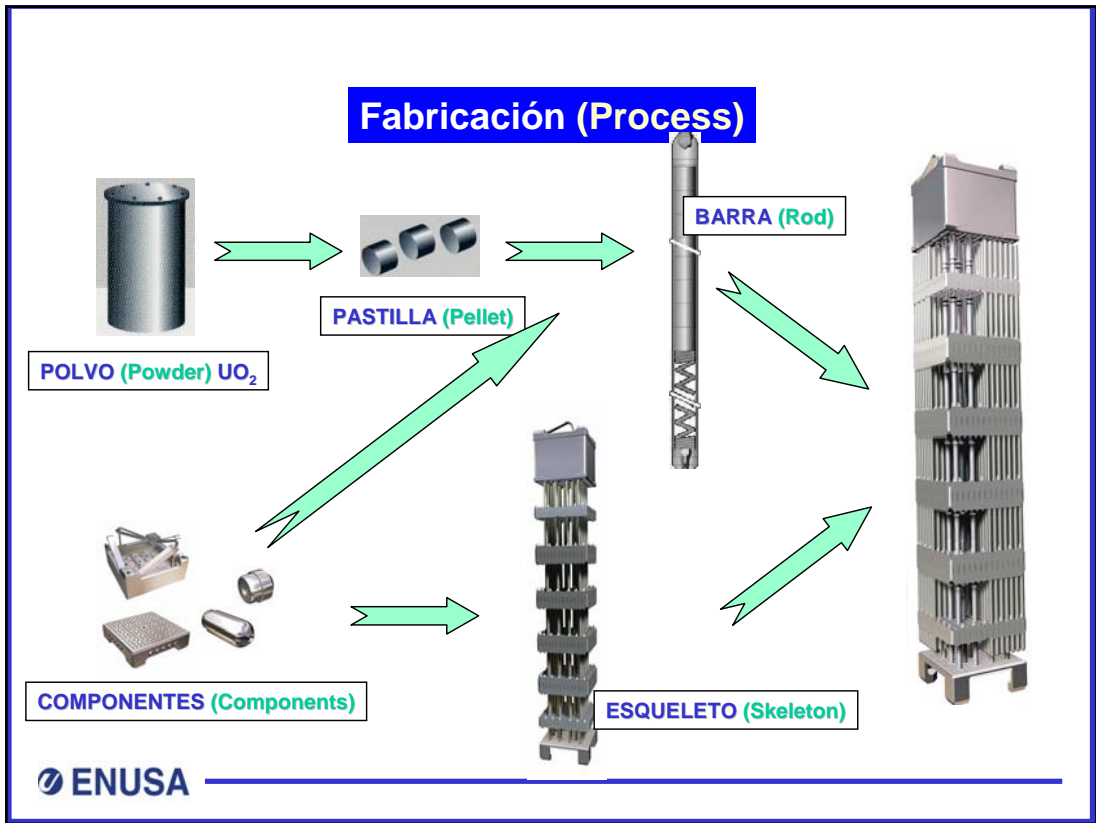 Fabricación (Process)
BARRA (Rod)
PASTILLA (Pellet)
POLVO (Powder) UO₂
COMPONENTES (Components)
ESQUELETO (Skeleton)
ENUSA